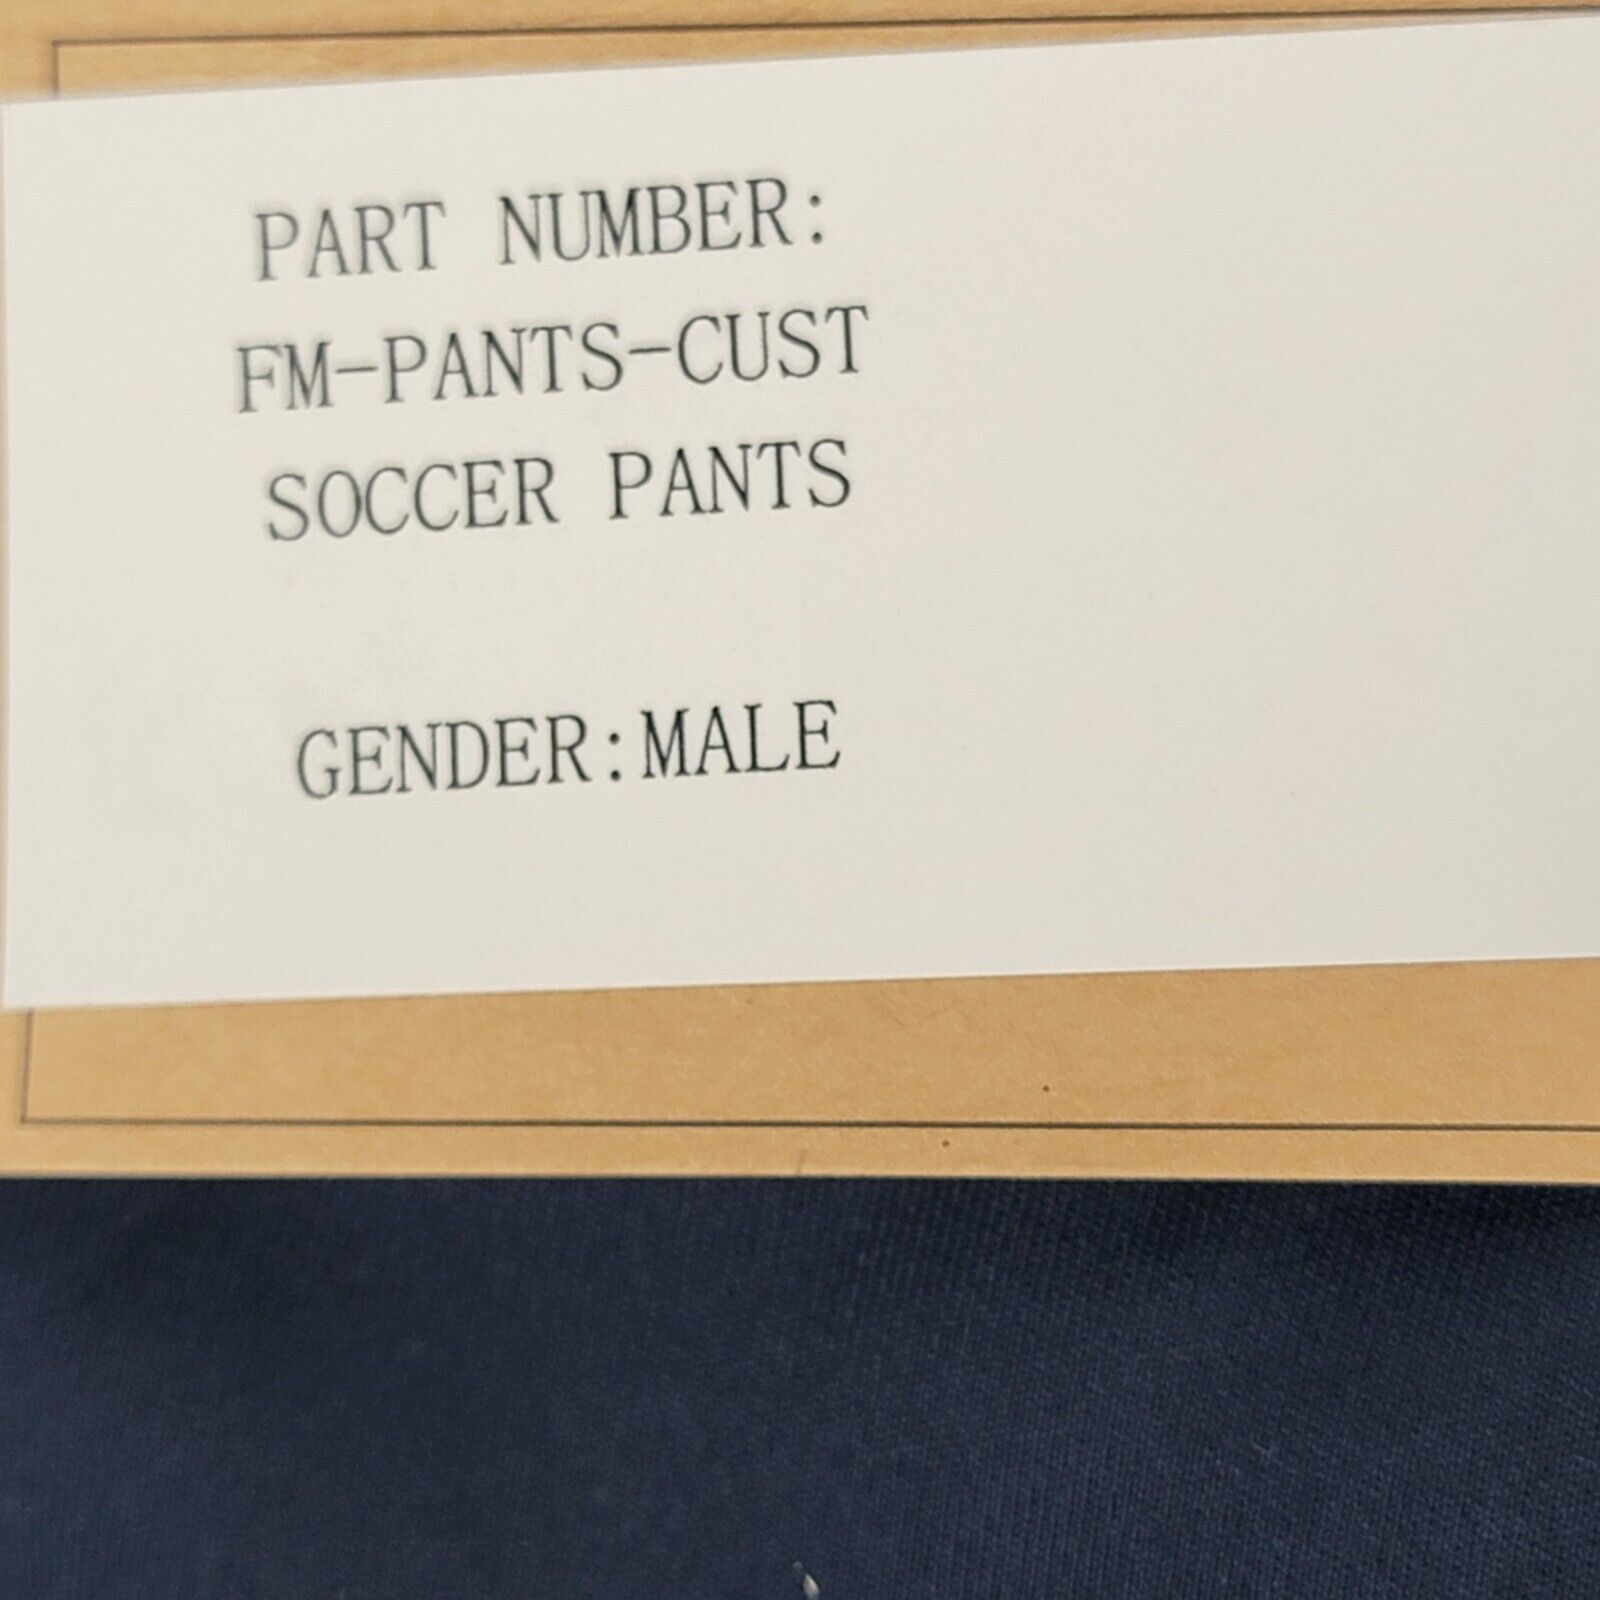 PART NUMBER:
FM-PANTS-CUST
SOCCER PANTS
GENDER:MALE